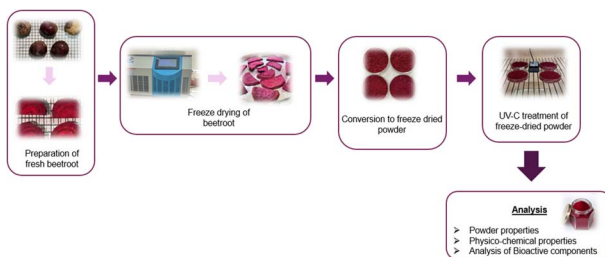 Preparation of
fresh beetroot
Freeze drying of
beetroot
Conversion to freeze dried
powder
UV-C treatment of
freeze-dried powder
Analysis
➢ Powder properties
➢ Physico-chemical properties
➢ Analysis of Bioactive components